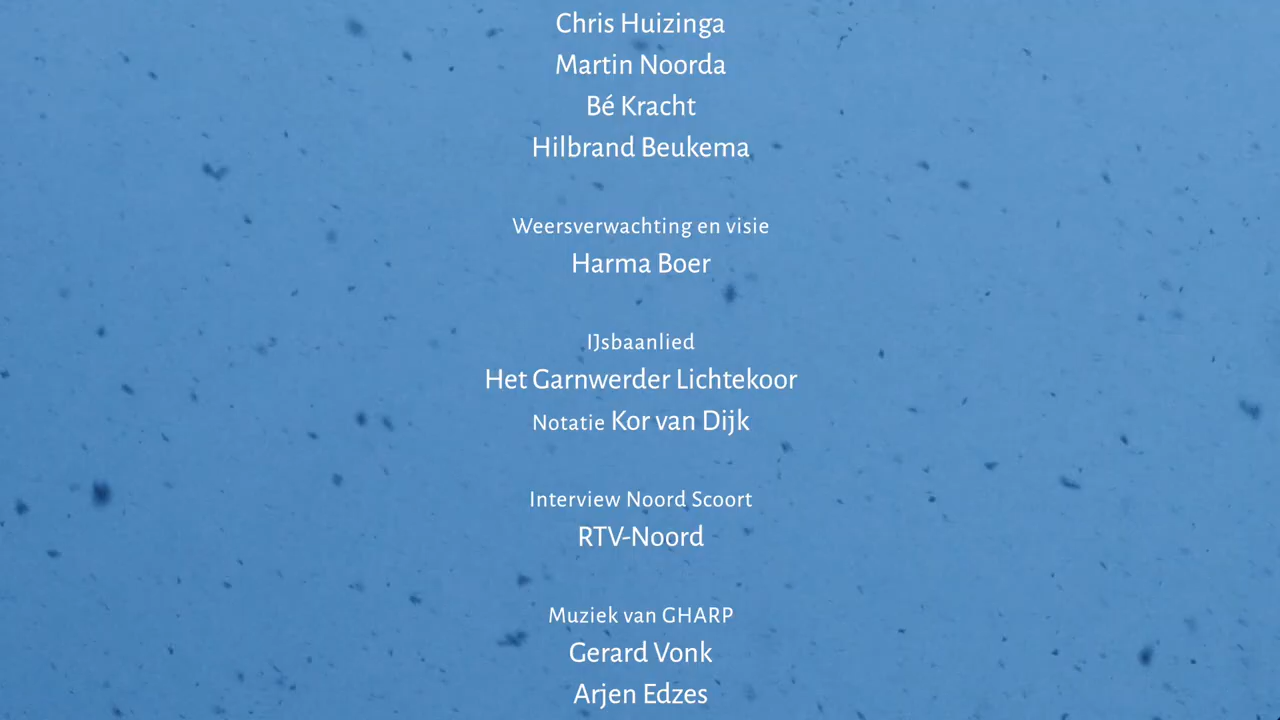 Chris Huizinga
Martin Noorda
Bé Kracht
Hilbrand Beukema
Weersverwachting en visie
Harma Boer
IJsbaanlied
Het Garnwerder Lichtekoor
Notatie Kor van Dijk
Interview Noord Scoort
RTV-Noord
Muziek van GHARP
Gerard Vonk
Arjen Edzes